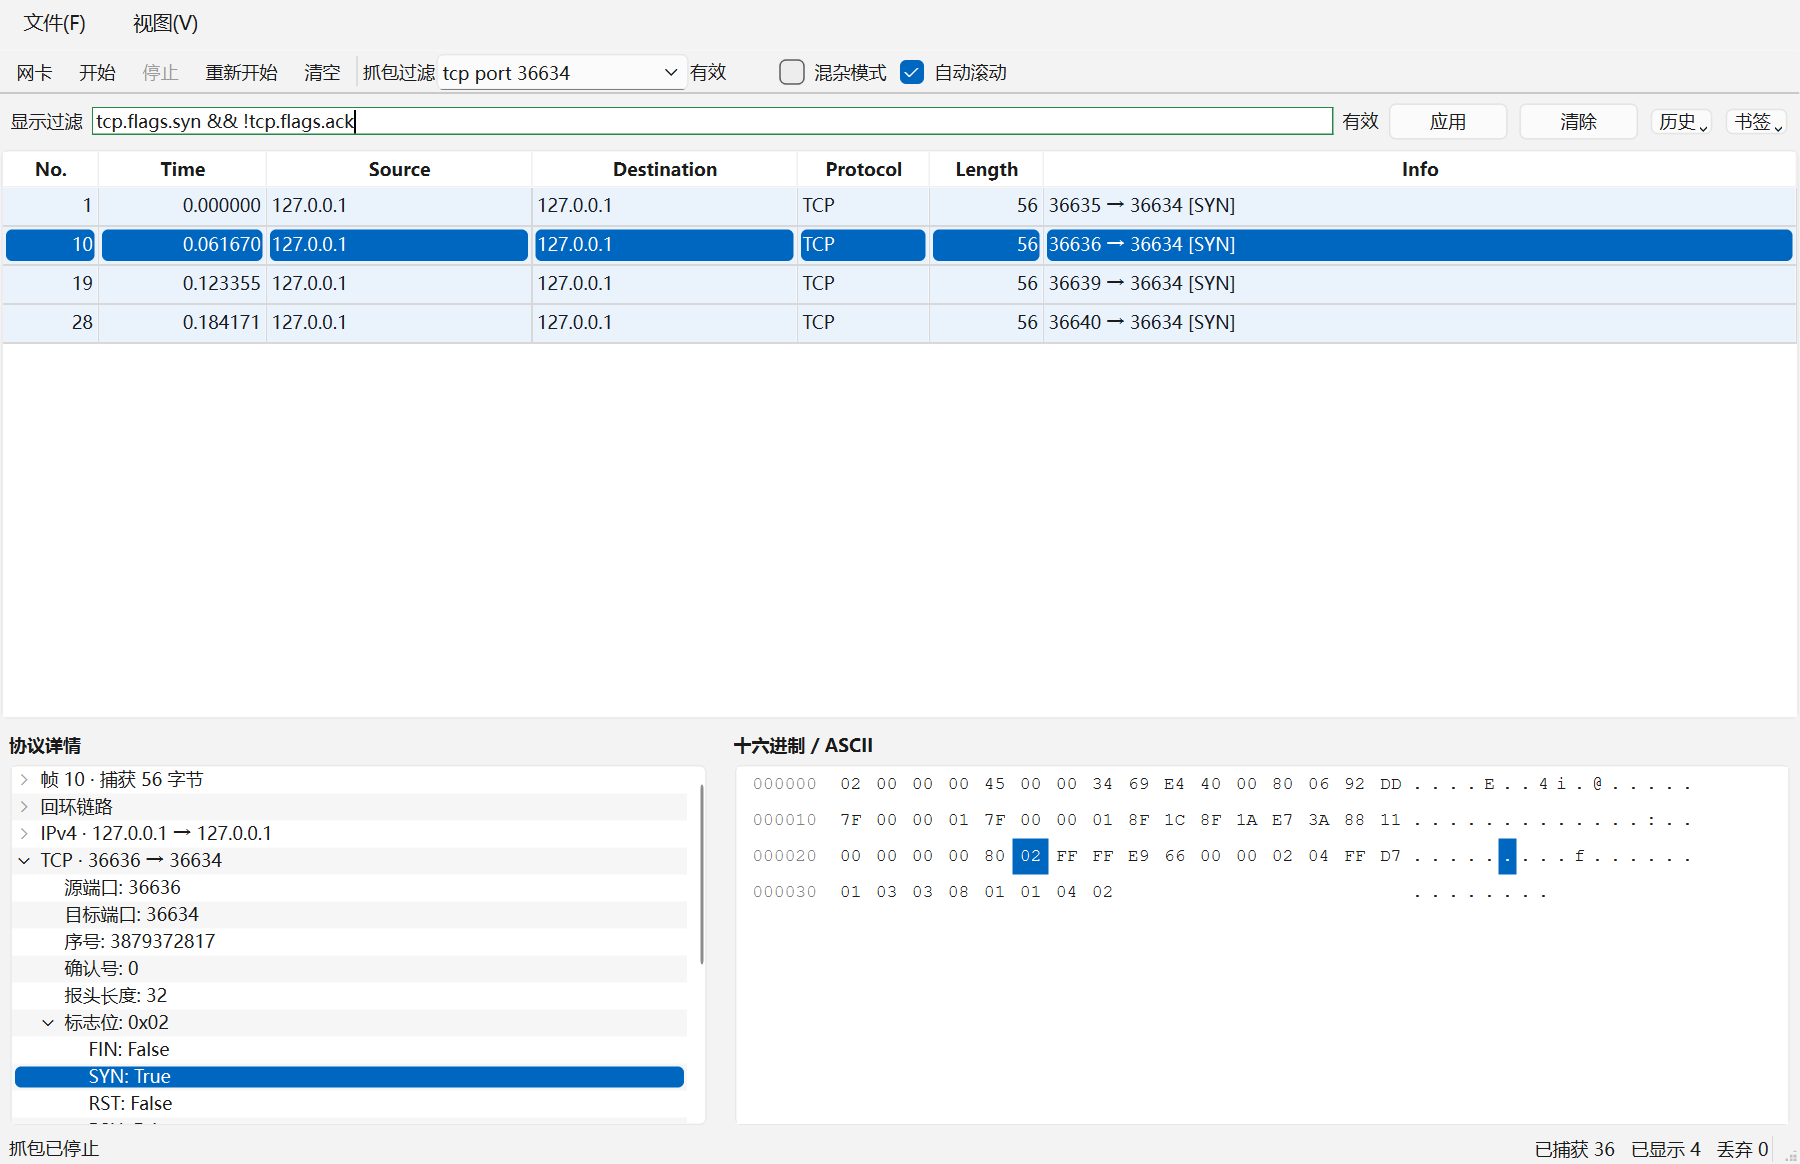 文件(F) 视图(V)
网卡 开始 停止 重新开始 清空 抓包过滤 tcp port 36634 有效 混杂模式 自动滚动
显示过滤 tcp.flags.syn && !tcp.flags.ack 有效 应用 清除 历史 书签
No. Time Source Destination Protocol Length Info
1 0.000000 127.0.0.1 127.0.0.1 TCP 56 36635 → 36634 [SYN]
10 0.061670 127.0.0.1 127.0.0.1 TCP 56 36636 → 36634 [SYN]
19 0.123355 127.0.0.1 127.0.0.1 TCP 56 36639 → 36634 [SYN]
28 0.184171 127.0.0.1 127.0.0.1 TCP 56 36640 → 36634 [SYN]
协议详情
帧 10 · 捕获 56 字节
回环链路
IPv4 · 127.0.0.1 → 127.0.0.1
TCP · 36636 → 36634
源端口: 36636
目标端口: 36634
序号: 3879372817
确认号: 0
报头长度: 32
标志位: 0x02
FIN: False
SYN: True
RST: False
十六进制 / ASCII
000000 02 00 00 00 45 00 00 34 69 E4 40 00 80 06 92 DD ....E..4i.@.....
000010 7F 00 00 01 7F 00 00 01 8F 1C 8F 1A E7 3A 88 11 .............:..
000020 00 00 00 00 80 02 FF FF E9 66 00 00 02 04 FF D7 .........f......
000030 01 03 03 08 01 01 04 02 ........
抓包已停止 已捕获 36 已显示 4 丢弃 0